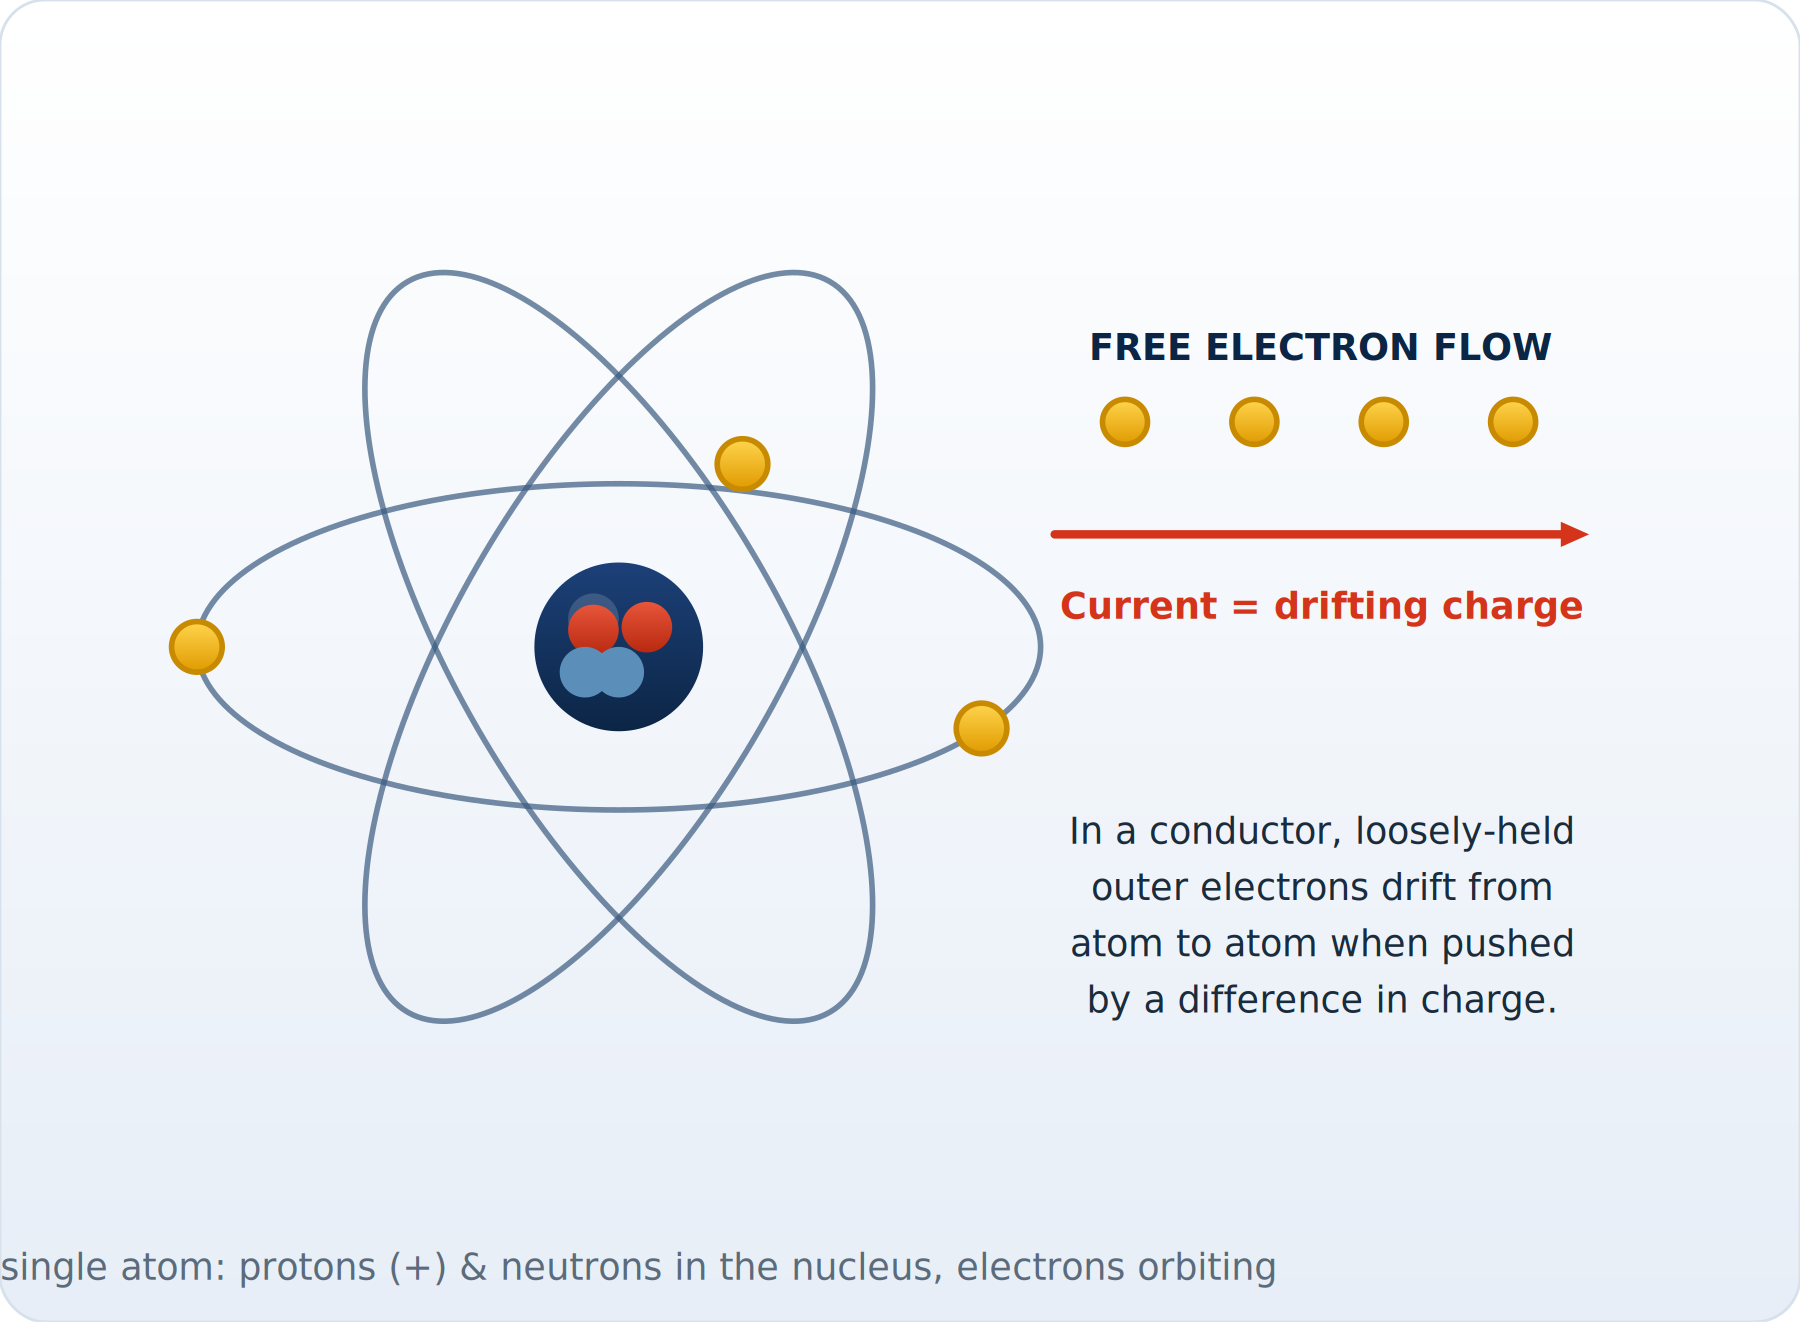 FREE ELECTRON FLOW
Current = drifting charge
In a conductor, loosely-held
outer electrons drift from
atom to atom when pushed
by a difference in charge.
single atom: protons (+) & neutrons in the nucleus, electrons orbiting